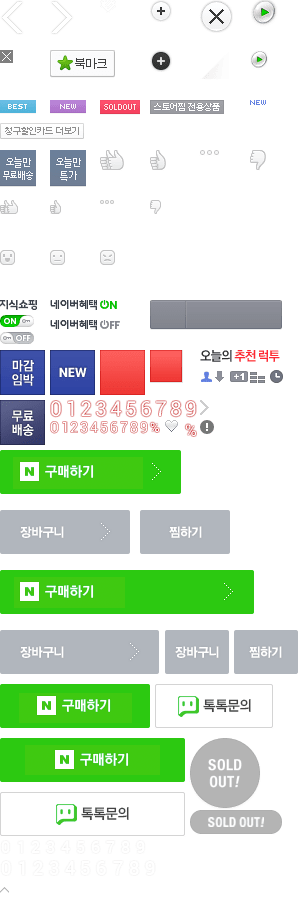 북마크
BEST NEW SOLDOUT 스토어찜 전용상품 NEW
청구할인카드 더보기
오늘만 무료배송
오늘만 특가
지식쇼핑
네이버혜택 ON
ON
네이버혜택 OFF
OFF
마감 임박
NEW
오늘의 추천 럭투
+1
무료 배송
0123456789
0123456789% %
N 구매하기
장바구니
찜하기
N 구매하기
장바구니
장바구니
찜하기
N 구매하기
톡톡문의
N 구매하기
SOLD OUT!
톡톡문의
SOLD OUT!
0123456789
0123456789